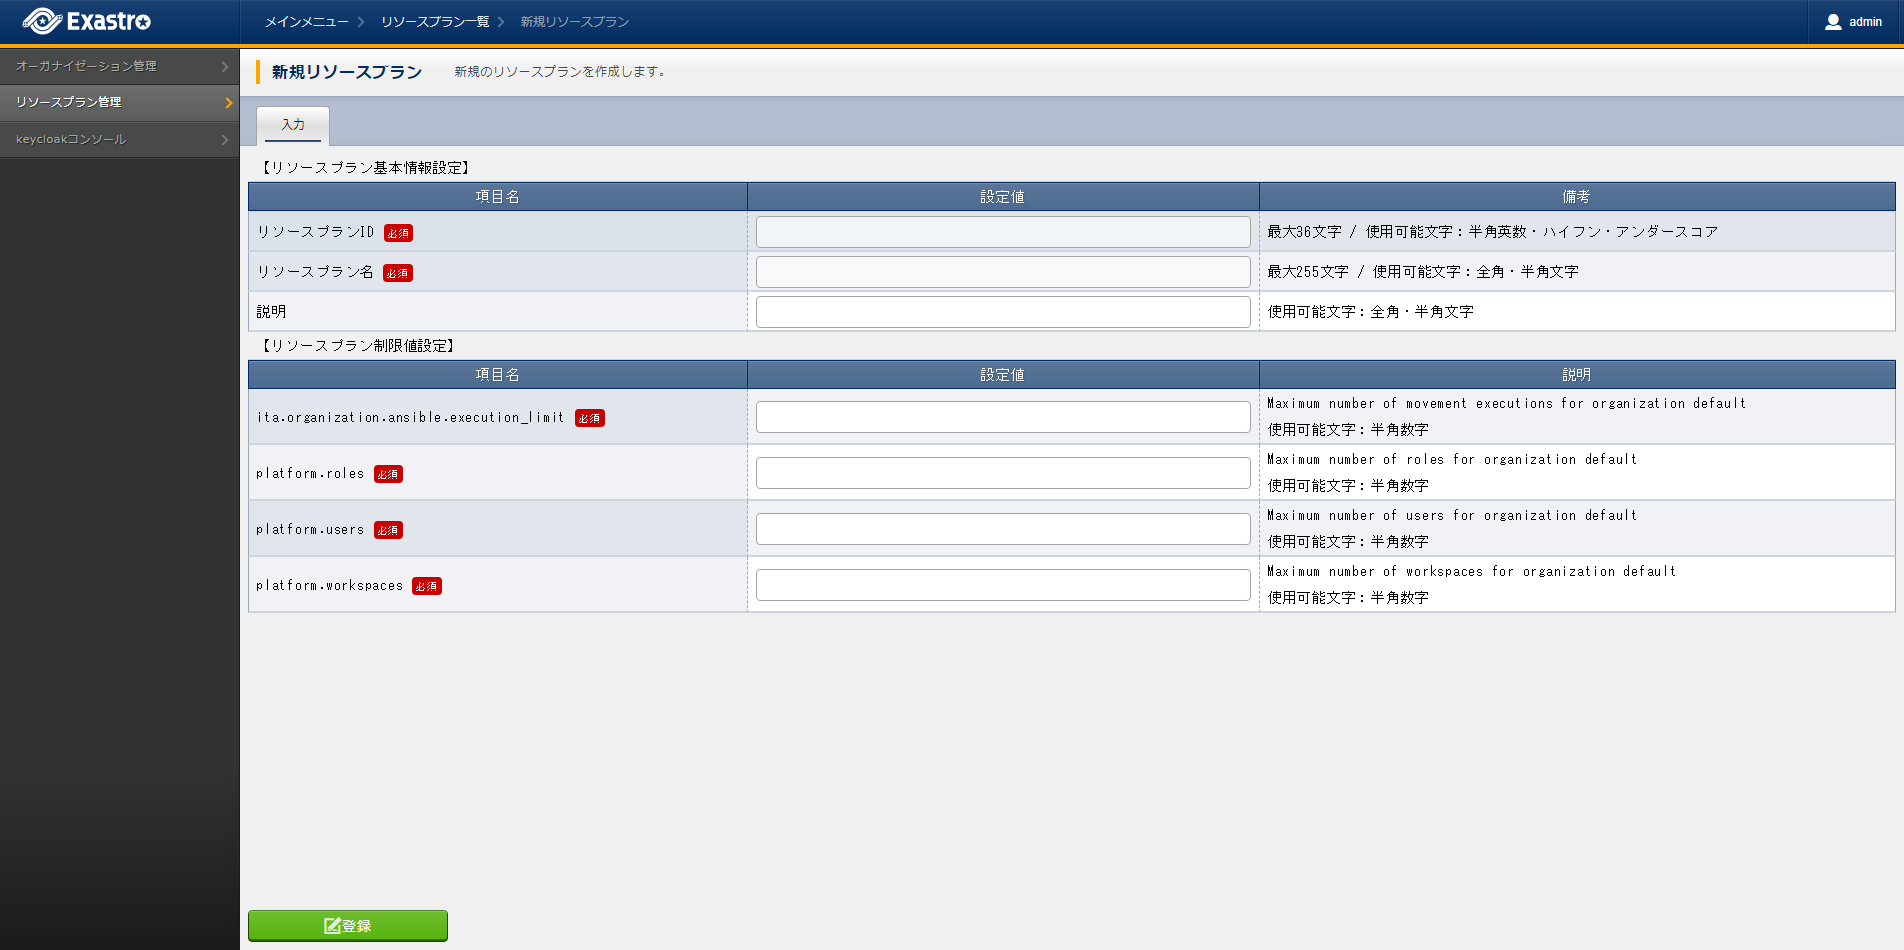 Exastro
メインメニュー リソースプラン一覧 新規リソースプラン
admin
オーガナイゼーション管理
リソースプラン管理
keycloakコンソール
新規リソースプラン 新規のリソースプランを作成します。
入力
【リソースプラン基本情報設定】
項目名 設定値 備考
リソースプランID 必須 最大36文字 / 使用可能文字：半角英数・ハイフン・アンダースコア
リソースプラン名 必須 最大255文字 / 使用可能文字：全角・半角文字
説明 使用可能文字：全角・半角文字
【リソースプラン制限値設定】
項目名 設定値 説明
ita.organization.ansible.execution_limit 必須
Maximum number of movement executions for organization default
使用可能文字：半角数字
platform.roles 必須
Maximum number of roles for organization default
使用可能文字：半角数字
platform.users 必須
Maximum number of users for organization default
使用可能文字：半角数字
platform.workspaces 必須
Maximum number of workspaces for organization default
使用可能文字：半角数字
登録